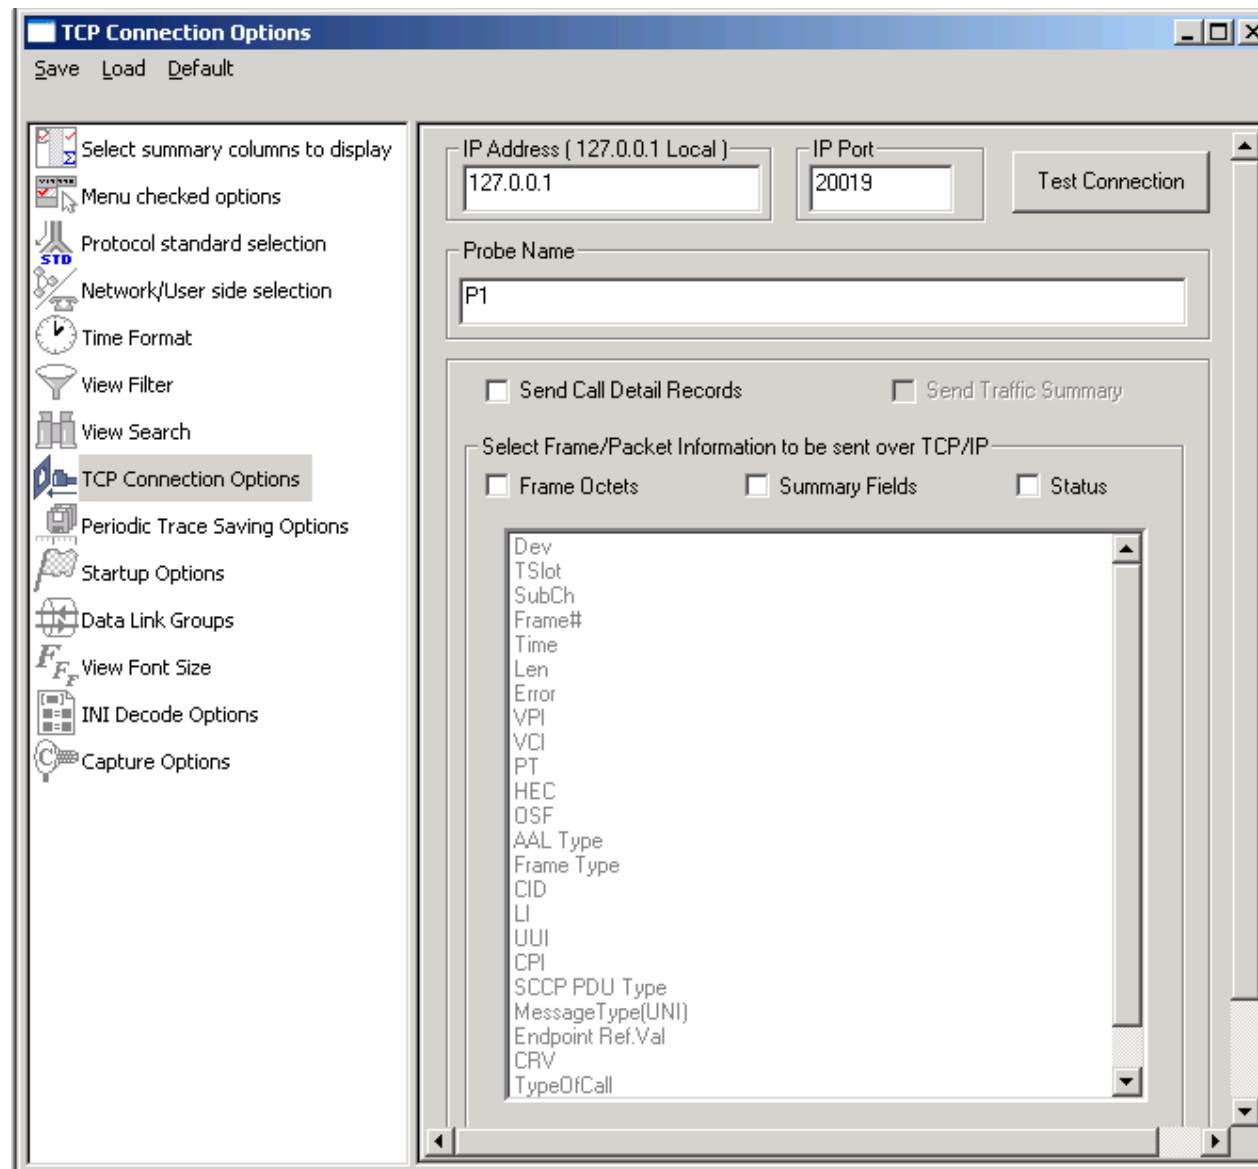 TCP Connection Options
Save Load Default
Select summary columns to display
Menu checked options
STD
Protocol standard selection
Network/User side selection
Time Format
View Filter
View Search
TCP Connection Options
Periodic Trace Saving Options
Startup Options
Data Link Groups
View Font Size
INI Decode Options
Capture Options
IP Address ( 127.0.0.1 Local )
127.0.0.1
IP Port
20019
Test Connection
Probe Name
P1
Send Call Detail Records
Send Traffic Summary
Select Frame/Packet Information to be sent over TCP/IP
Frame Octets
Summary Fields
Status
Dev
TSlot
SubCh
Frame#
Time
Len
Error
VPI
VCI
PT
HEC
OSF
AAL Type
Frame Type
CID
LI
UUI
CPI
SCCP PDU Type
MessageType(UNI)
Endpoint Ref.Val
CRV
TypeOfCall